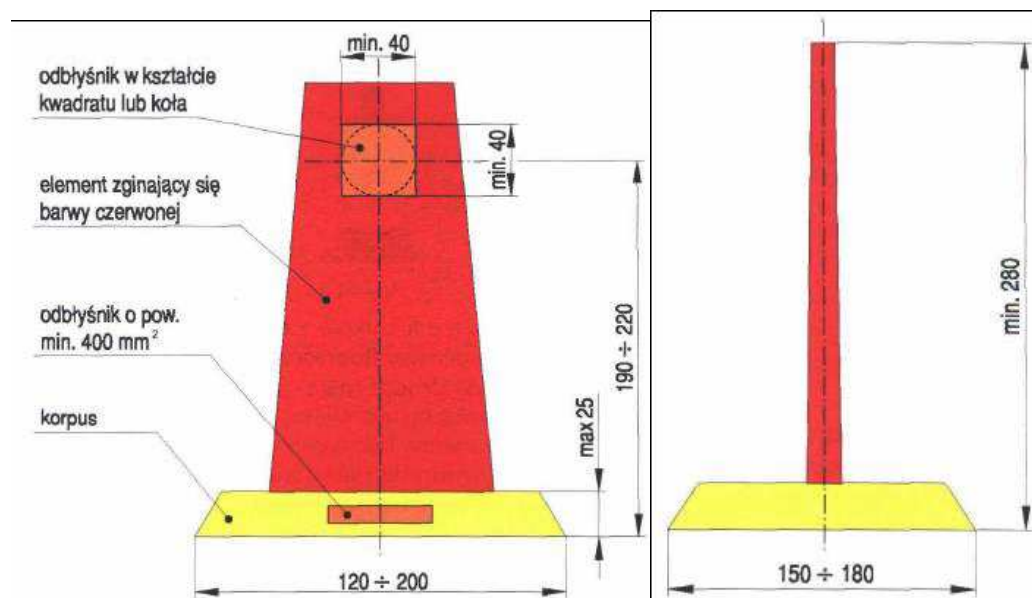 min. 40
odbłyśnik w kształcie
kwadratu lub koła
min. 40
element zginający się
barwy czerwonej
odbłyśnik o pow.
min. 400 mm²
korpus
190 ÷ 220
max 25
120 ÷ 200
min. 280
150 ÷ 180